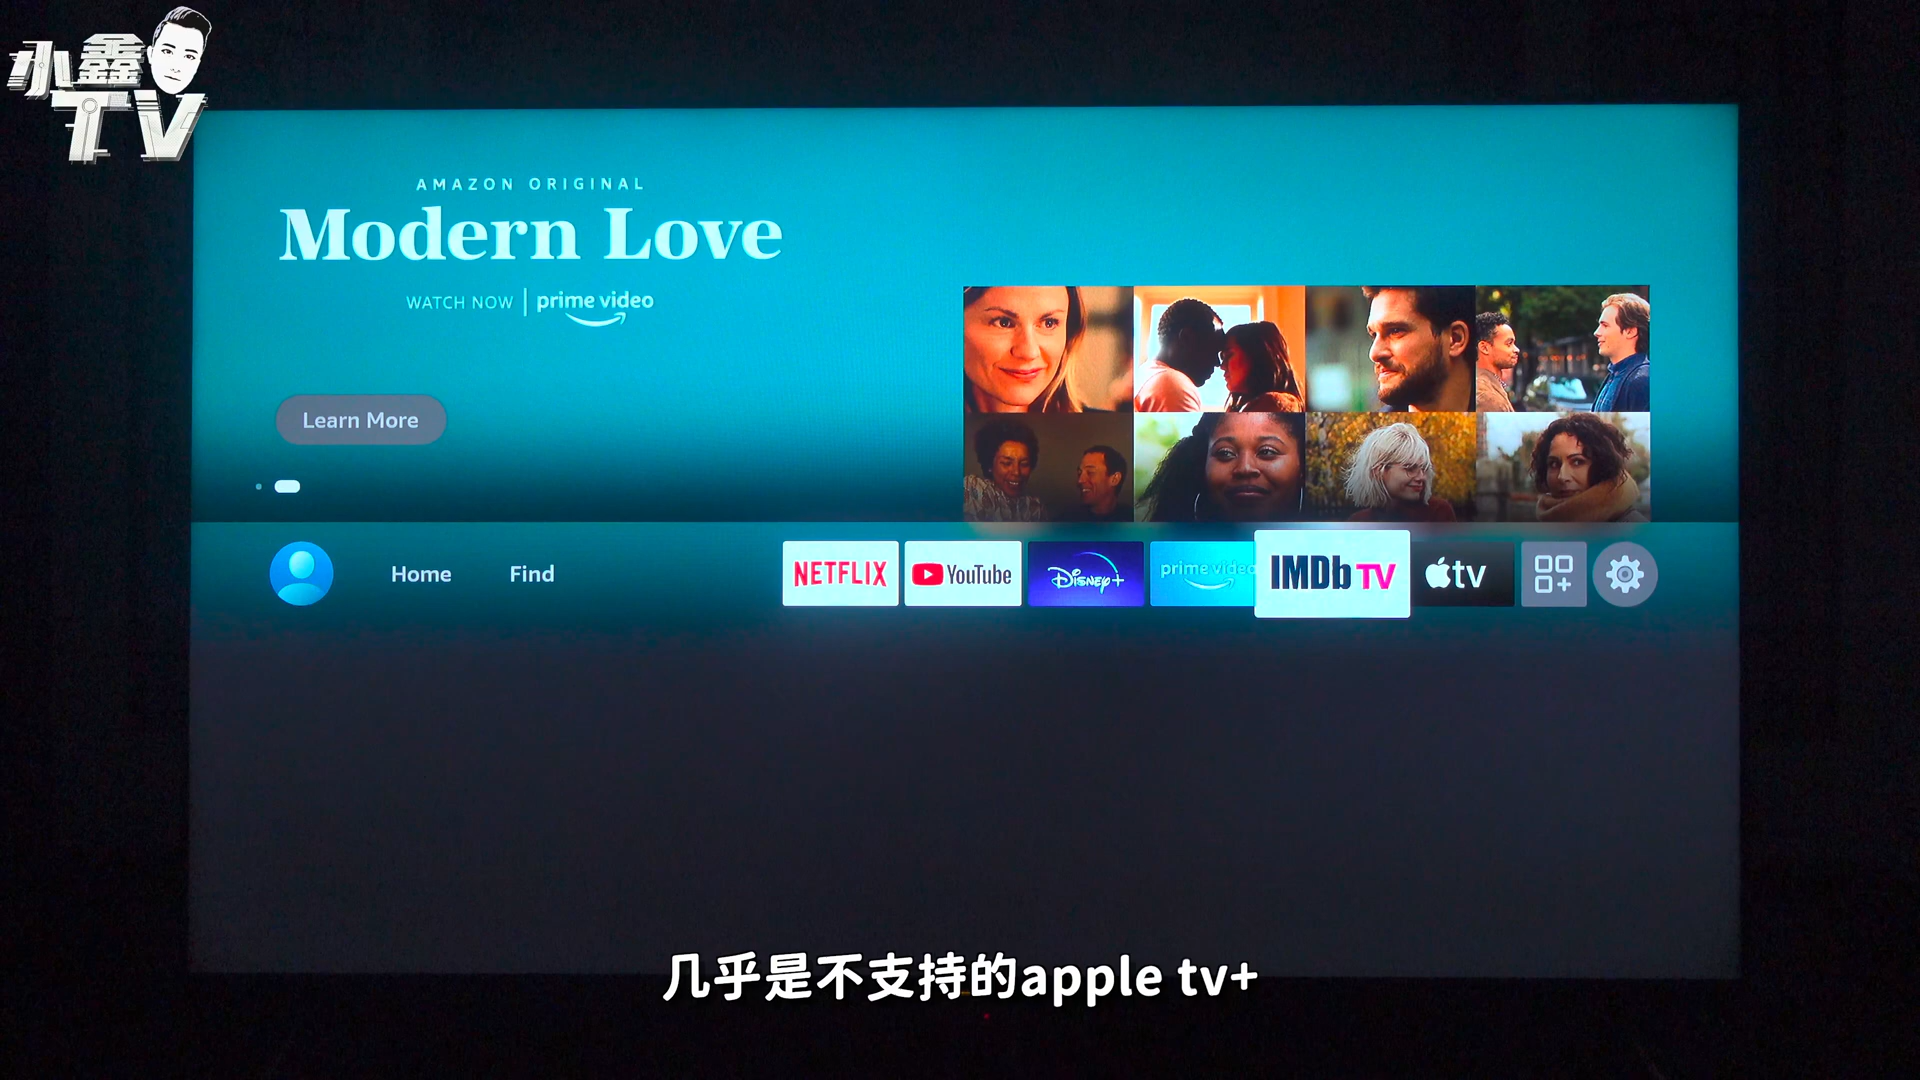 小鑫
TV
AMAZON ORIGINAL
Modern Love
WATCH NOW | prime video
Learn More
Home
Find
NETFLIX
YouTube
Disney+
prime video
IMDb TV
tv
几乎是不支持的apple tv+